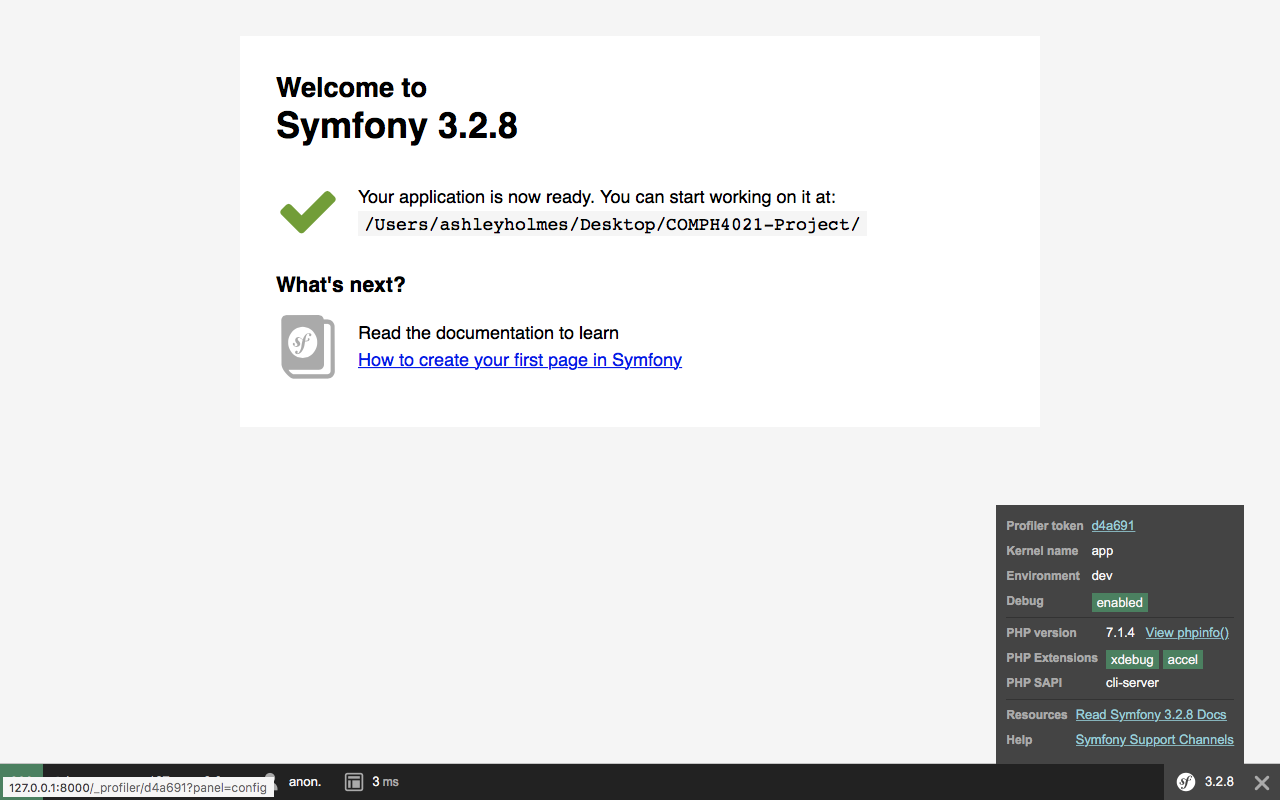 Welcome to
Symfony 3.2.8
Your application is now ready. You can start working on it at:
/Users/ashleyholmes/Desktop/COMPH4021-Project/
What's next?
sf
Read the documentation to learn
How to create your first page in Symfony
Profiler token d4a691
Kernel name app
Environment dev
Debug enabled
PHP version 7.1.4 View phpinfo()
PHP Extensions xdebug accel
PHP SAPI cli-server
Resources Read Symfony 3.2.8 Docs
Help Symfony Support Channels
127.0.0.1:8000/_profiler/d4a691?panel=config
anon. 3 ms sf 3.2.8